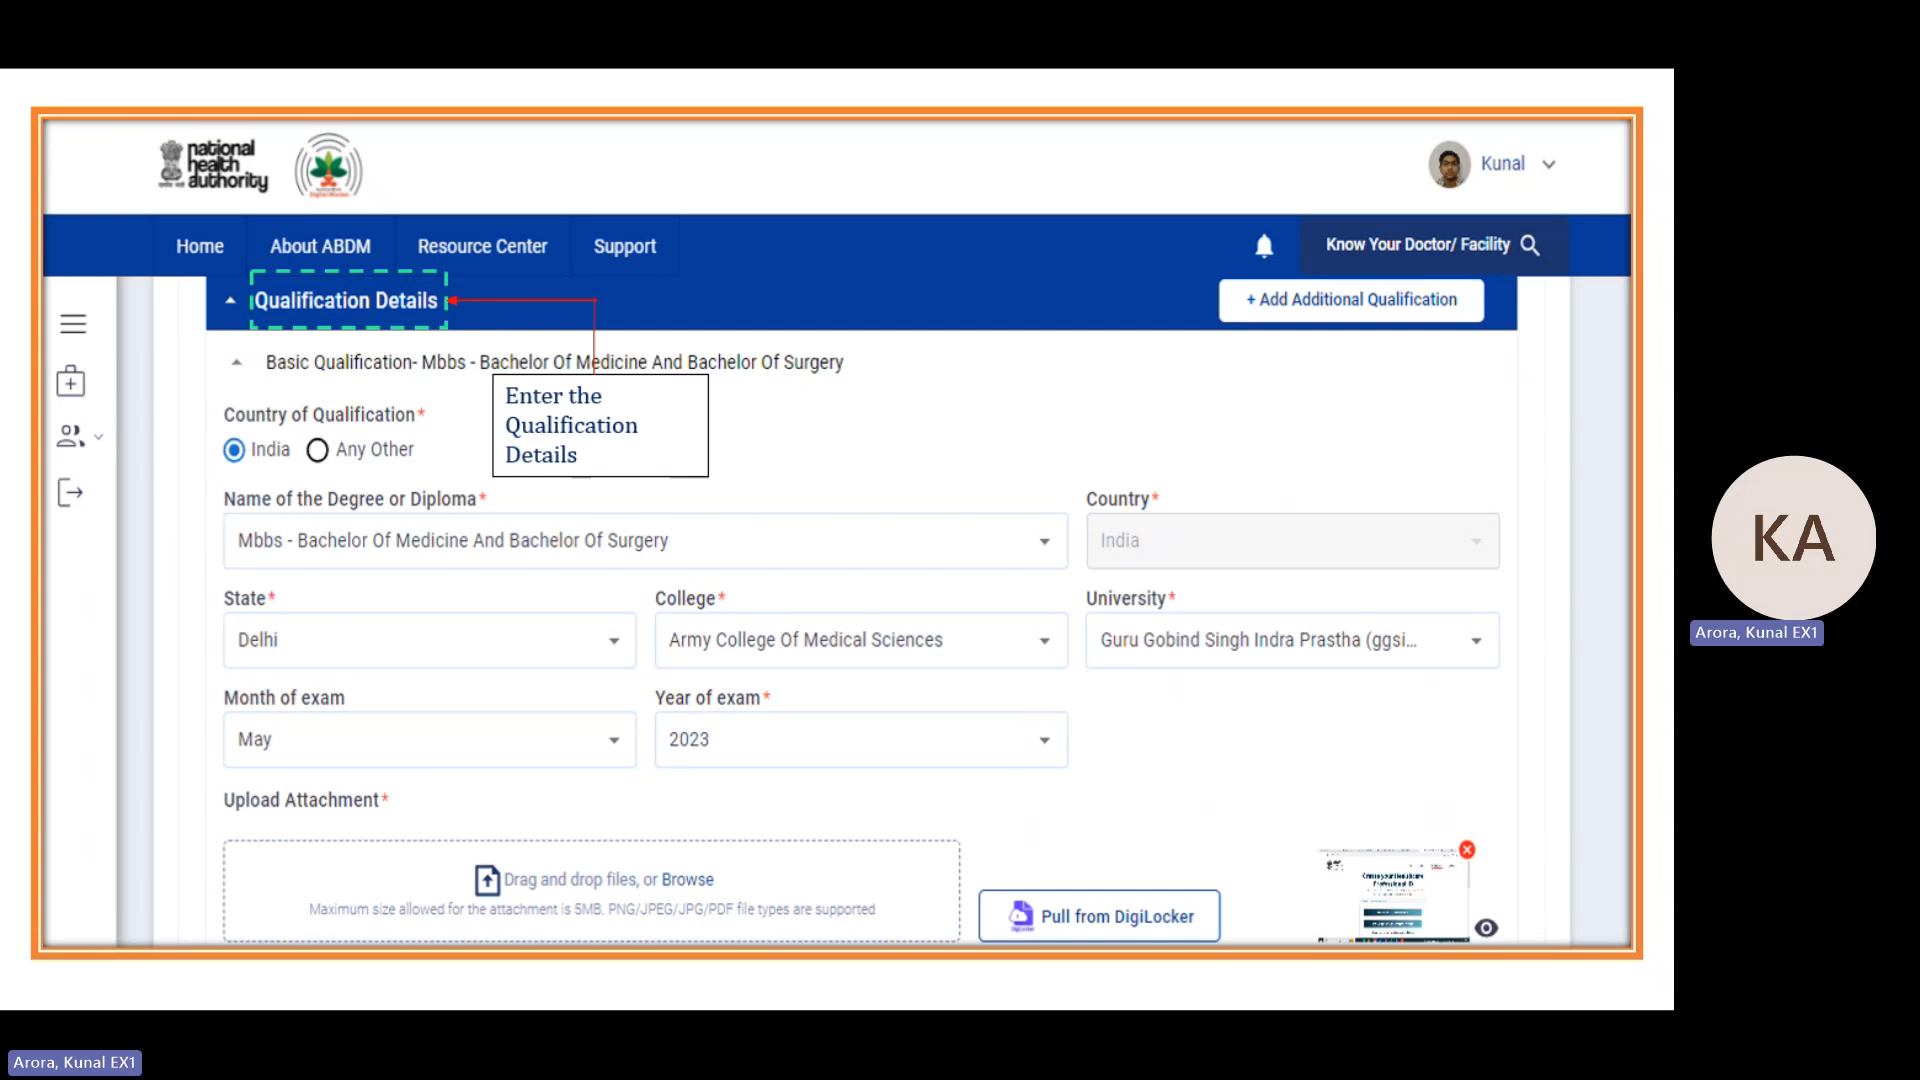 national
health
authority
Kunal
Home
About ABDM
Resource Center
Support
Know Your Doctor/ Facility
Qualification Details
+ Add Additional Qualification
Basic Qualification- Mbbs - Bachelor Of Medicine And Bachelor Of Surgery
Enter the
Qualification
Details
Country of Qualification*
India
Any Other
Name of the Degree or Diploma*
Country*
Mbbs - Bachelor Of Medicine And Bachelor Of Surgery
India
State*
College*
University*
Delhi
Army College Of Medical Sciences
Guru Gobind Singh Indra Prastha (ggsi...
Month of exam
Year of exam*
May
2023
Upload Attachment*
Drag and drop files, or Browse
Maximum size allowed for the attachment is 5MB. PNG/JPEG/JPG/PDF file types are supported
Pull from DigiLocker
KA
Arora, Kunal EX1
Arora, Kunal EX1